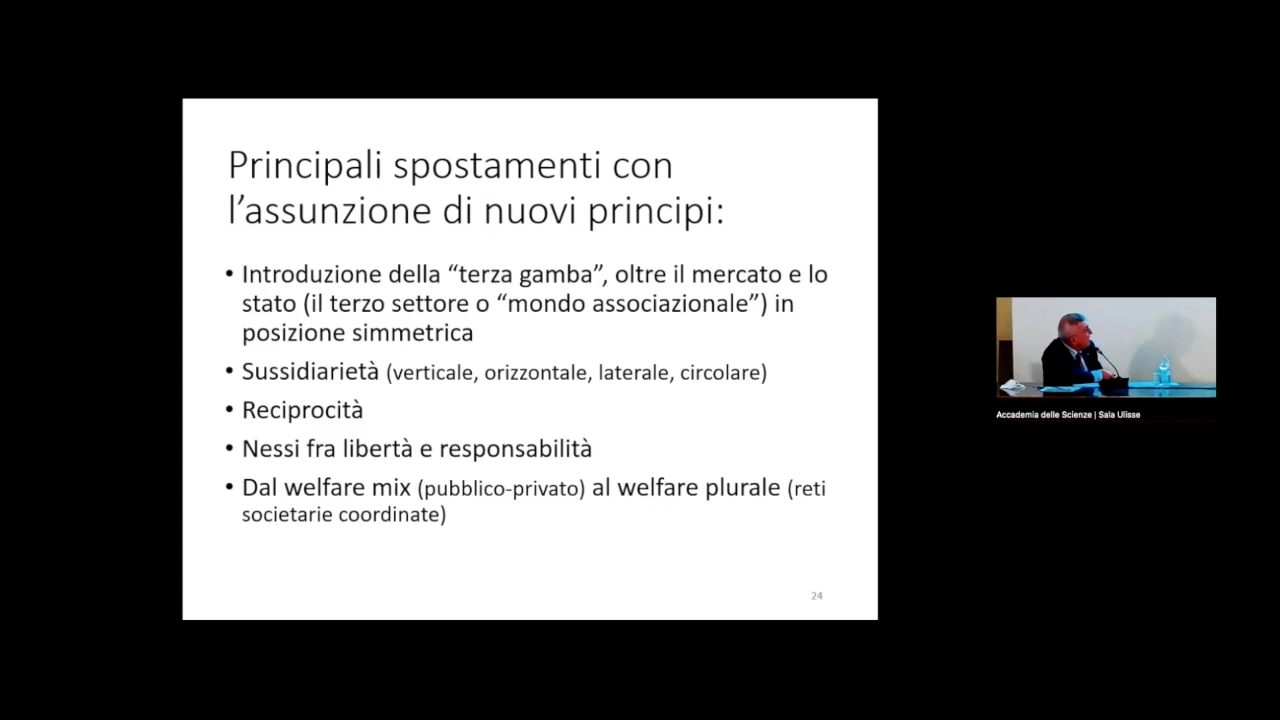 Principali spostamenti con
l’assunzione di nuovi principi:
• Introduzione della “terza gamba”, oltre il mercato e lo
stato (il terzo settore o “mondo associazionale”) in
posizione simmetrica
• Sussidiarietà (verticale, orizzontale, laterale, circolare)
• Reciprocità
• Nessi fra libertà e responsabilità
• Dal welfare mix (pubblico-privato) al welfare plurale (reti
societarie coordinate)
24
Accademia delle Scienze | Sala Ulisse